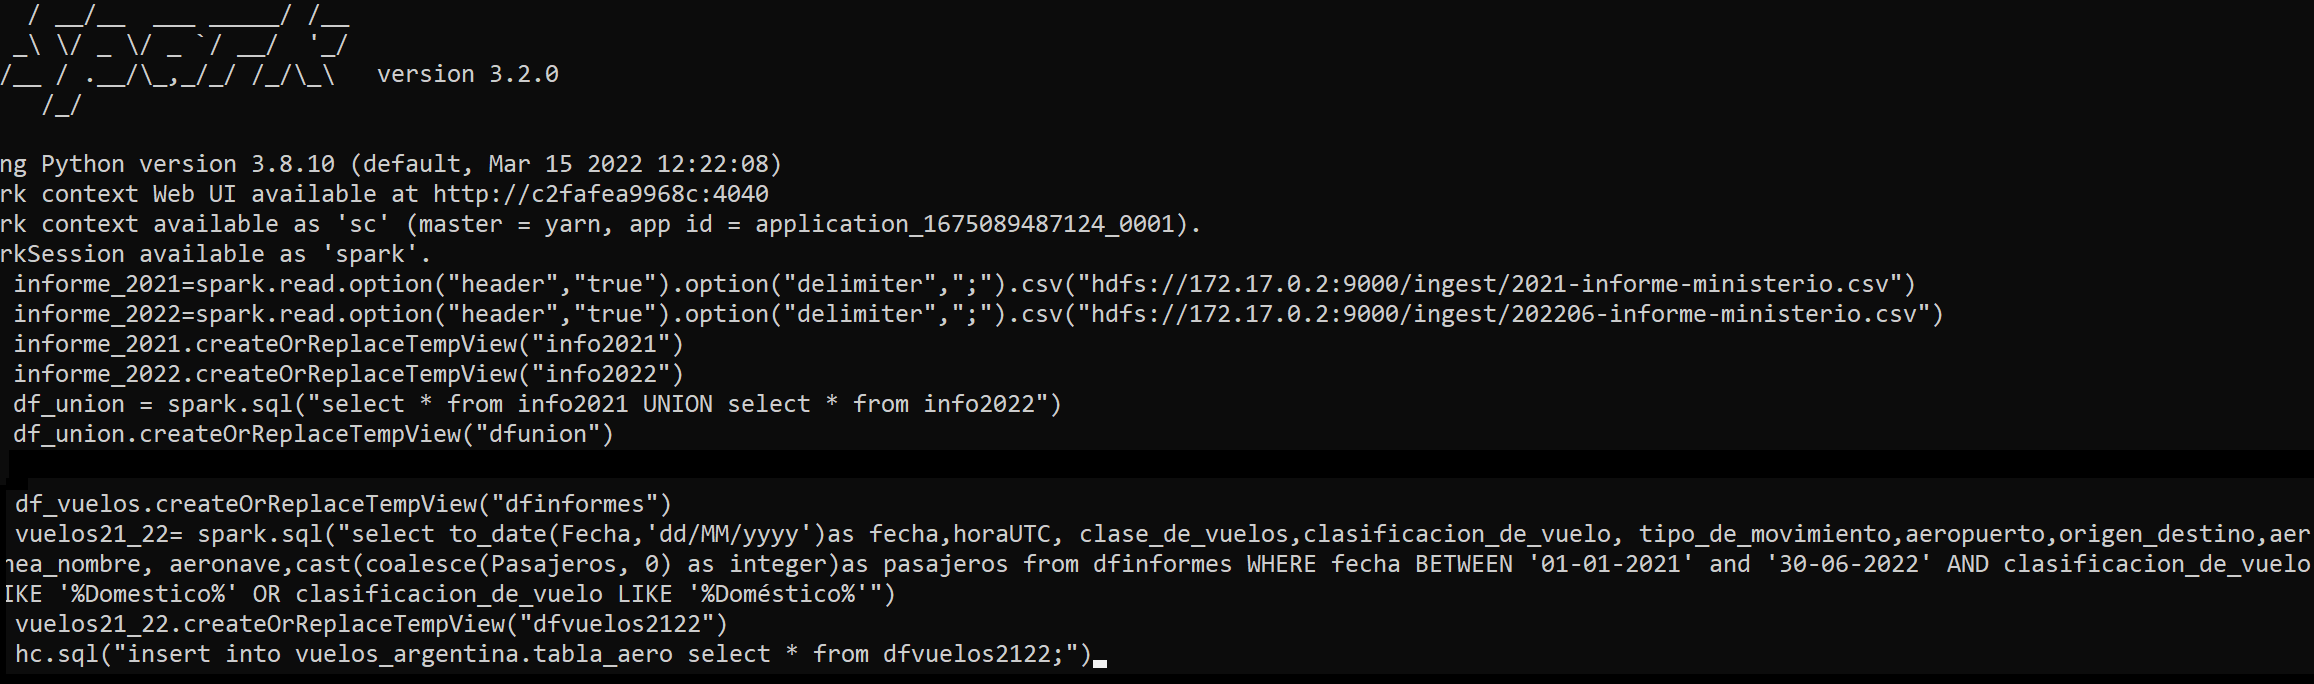 / __/__  ___ _____/ /__
_\ \/ _ \/ _ `/ __/  '_/
/__ / .__/\_,_/_/ /_/\_\   version 3.2.0
/_/
ng Python version 3.8.10 (default, Mar 15 2022 12:22:08)
rk context Web UI available at http://c2fafea9968c:4040
rk context available as 'sc' (master = yarn, app id = application_1675089487124_0001).
rkSession available as 'spark'.
informe_2021=spark.read.option("header","true").option("delimiter",";").csv("hdfs://172.17.0.2:9000/ingest/2021-informe-ministerio.csv")
informe_2022=spark.read.option("header","true").option("delimiter",";").csv("hdfs://172.17.0.2:9000/ingest/202206-informe-ministerio.csv")
informe_2021.createOrReplaceTempView("info2021")
informe_2022.createOrReplaceTempView("info2022")
df_union = spark.sql("select * from info2021 UNION select * from info2022")
df_union.createOrReplaceTempView("dfunion")
df_vuelos.createOrReplaceTempView("dfinformes")
vuelos21_22= spark.sql("select to_date(Fecha,'dd/MM/yyyy')as fecha,horaUTC, clase_de_vuelos,clasificacion_de_vuelo, tipo_de_movimiento,aeropuerto,origen_destino,aer
nea_nombre, aeronave,cast(coalesce(Pasajeros, 0) as integer)as pasajeros from dfinformes WHERE fecha BETWEEN '01-01-2021' and '30-06-2022' AND clasificacion_de_vuelo
IKE '%Domestico%' OR clasificacion_de_vuelo LIKE '%Doméstico%'")
vuelos21_22.createOrReplaceTempView("dfvuelos2122")
hc.sql("insert into vuelos_argentina.tabla_aero select * from dfvuelos2122;")